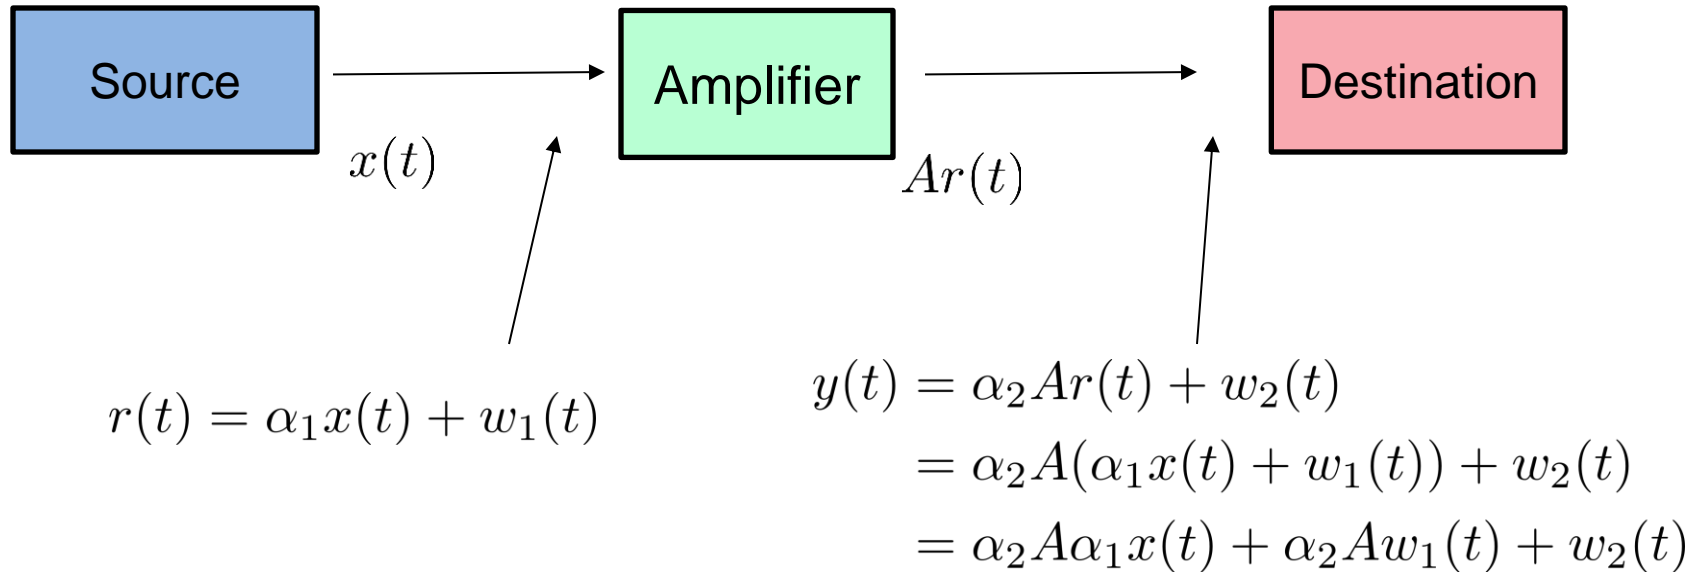 Source
Amplifier
Destination
x(t)
Ar(t)
r(t) = α₁x(t) + w₁(t)
y(t) = α₂Ar(t) + w₂(t)
= α₂A(α₁x(t) + w₁(t)) + w₂(t)
= α₂Aα₁x(t) + α₂Aw₁(t) + w₂(t)